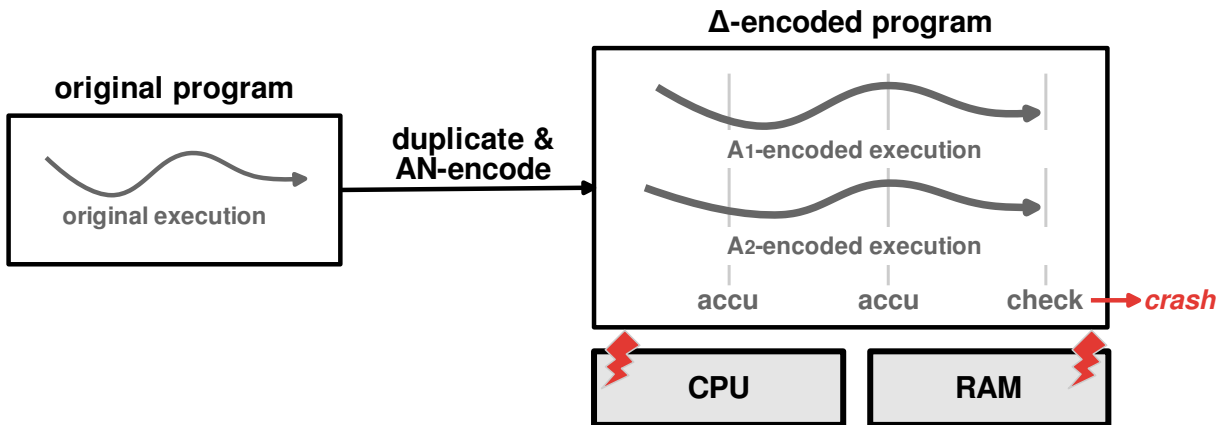 Δ-encoded program
original program
duplicate &
AN-encode
original execution
A1-encoded execution
A2-encoded execution
accu accu check crash
CPU RAM